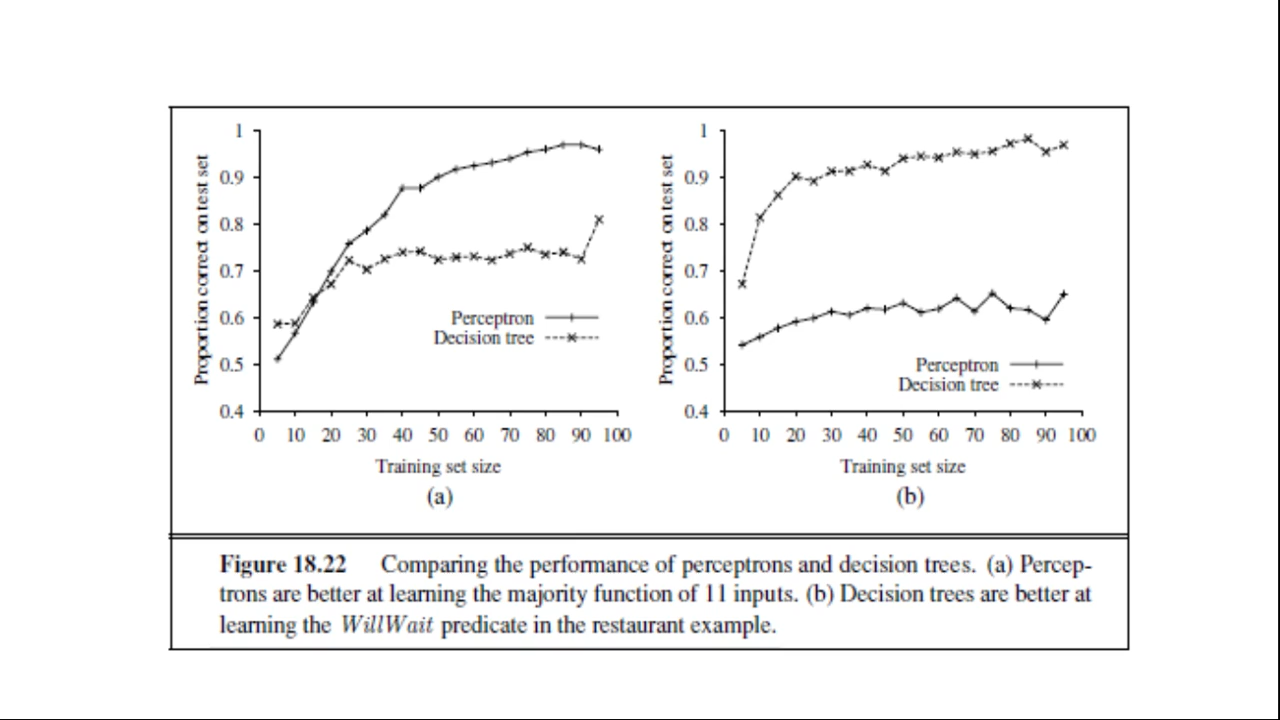 Proportion correct on test set
1
0.9
0.8
0.7
0.6
0.5
0.4
Perceptron
Decision tree
0 10 20 30 40 50 60 70 80 90 100
Training set size
(a)
Proportion correct on test set
1
0.9
0.8
0.7
0.6
0.5
0.4
Perceptron
Decision tree
0 10 20 30 40 50 60 70 80 90 100
Training set size
(b)
Figure 18.22 Comparing the performance of perceptrons and decision trees. (a) Percep-
trons are better at learning the majority function of 11 inputs. (b) Decision trees are better at
learning the WillWait predicate in the restaurant example.